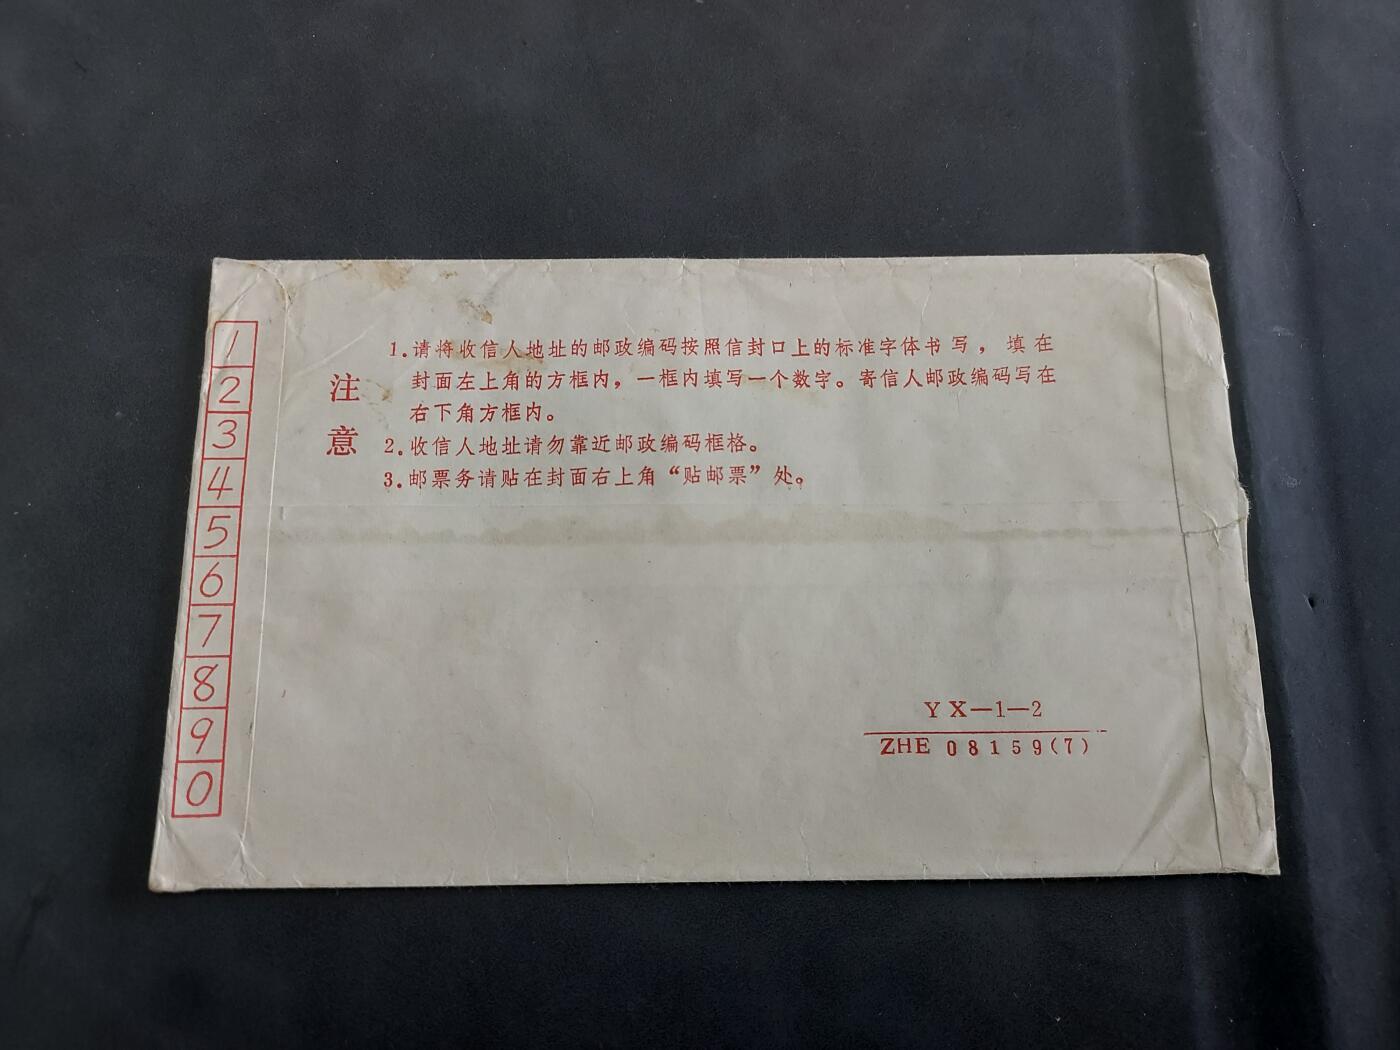 1
2
3
4
5
6
7
8
9
0
注意
1.请将收信人地址的邮政编码按照信封口上的标准字体书写，填在
封面左上角的方框内，一框内填写一个数字。寄信人邮政编码写在
右下角方框内。
2.收信人地址请勿靠近邮政编码框格。
3.邮票务请贴在封面右上角“贴邮票”处。
YX—1—2
ZHE 08159(7)